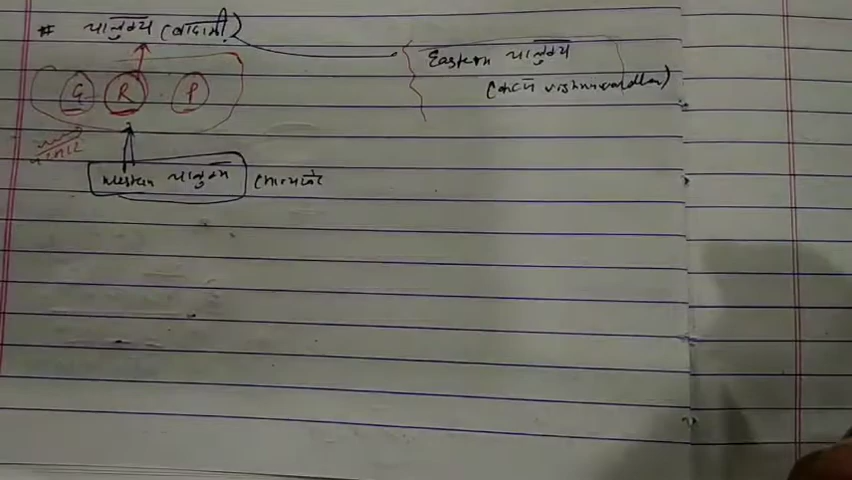 # चालुक्य (बादामी)
Eastern चालुक्य
(कुब्ज vishnuvardhan)
G R P
Western चालुक्य